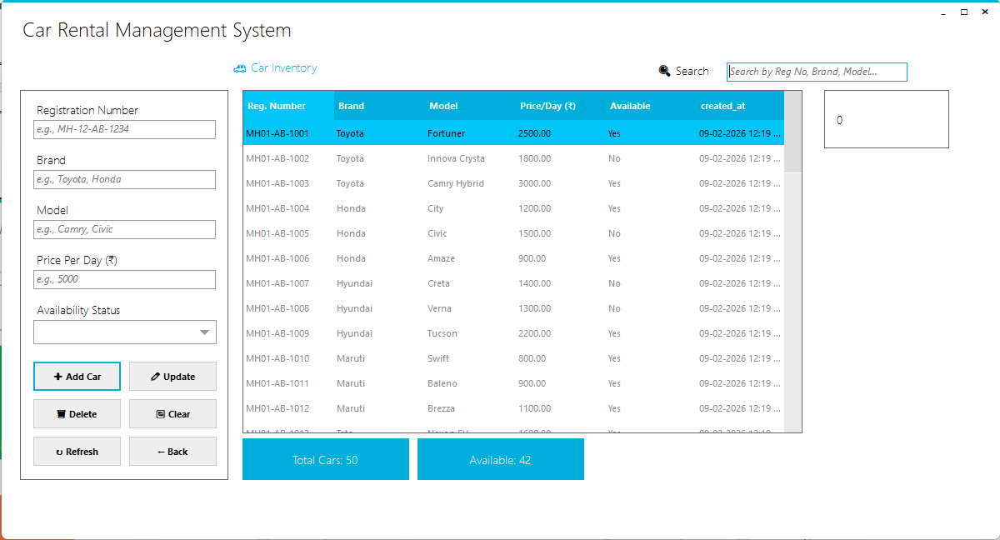 Car Rental Management System
Car Inventory
Search
Search by Reg No, Brand, Model...
Registration Number
e.g., MH-12-AB-1234
Brand
e.g., Toyota, Honda
Model
e.g., Camry, Civic
Price Per Day (₹)
e.g., 5000
Availability Status
+ Add Car
Update
Delete
Clear
↻ Refresh
← Back
Reg. Number Brand Model Price/Day (₹) Available created_at
MH01-AB-1001 Toyota Fortuner 2500.00 Yes 09-02-2026 12:19 ...
MH01-AB-1002 Toyota Innova Crysta 1800.00 No 09-02-2026 12:19 ...
MH01-AB-1003 Toyota Camry Hybrid 3000.00 Yes 09-02-2026 12:19 ...
MH01-AB-1004 Honda City 1200.00 Yes 09-02-2026 12:19 ...
MH01-AB-1005 Honda Civic 1500.00 No 09-02-2026 12:19 ...
MH01-AB-1006 Honda Amaze 900.00 Yes 09-02-2026 12:19 ...
MH01-AB-1007 Hyundai Creta 1400.00 No 09-02-2026 12:19 ...
MH01-AB-1008 Hyundai Verna 1300.00 No 09-02-2026 12:19 ...
MH01-AB-1009 Hyundai Tucson 2200.00 Yes 09-02-2026 12:19 ...
MH01-AB-1010 Maruti Swift 800.00 Yes 09-02-2026 12:19 ...
MH01-AB-1011 Maruti Baleno 900.00 Yes 09-02-2026 12:19 ...
MH01-AB-1012 Maruti Brezza 1100.00 Yes 09-02-2026 12:19 ...
Total Cars: 50
Available: 42
0